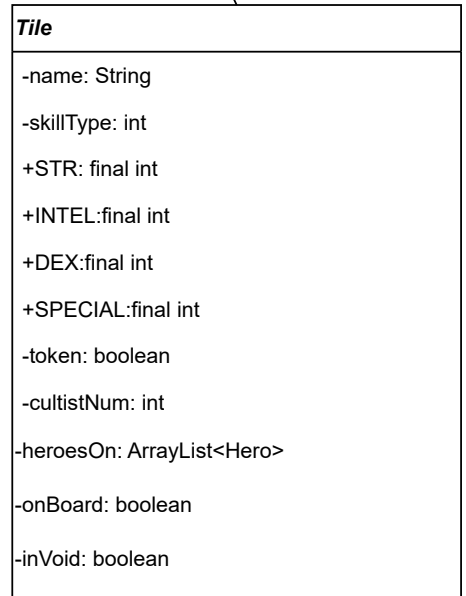 Tile
-name: String
-skillType: int
+STR: final int
+INTEL:final int
+DEX:final int
+SPECIAL:final int
-token: boolean
-cultistNum: int
-heroesOn: ArrayList<Hero>
-onBoard: boolean
-inVoid: boolean